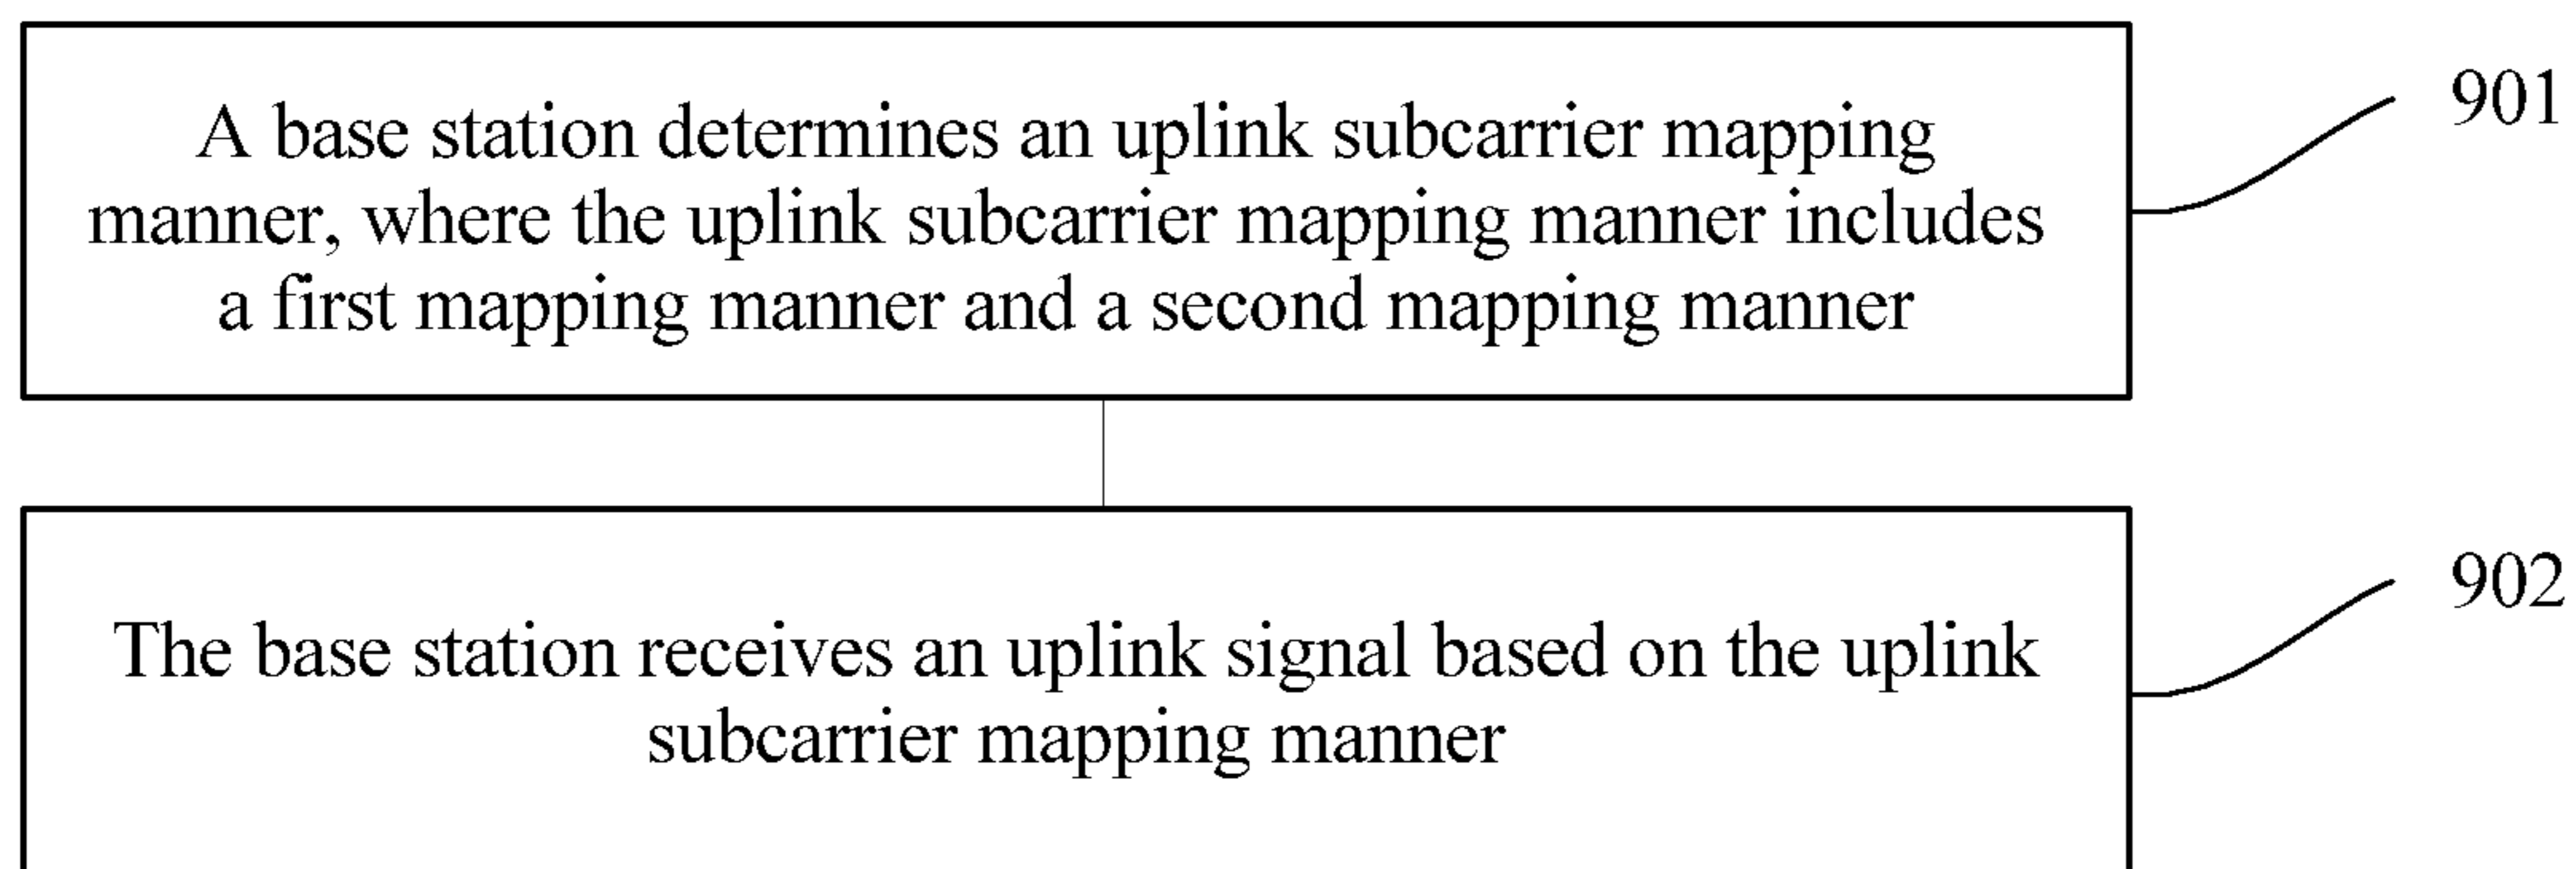 A base station determines an uplink subcarrier mapping
manner, where the uplink subcarrier mapping manner includes
a first mapping manner and a second mapping manner
901
The base station receives an uplink signal based on the uplink
subcarrier mapping manner
902